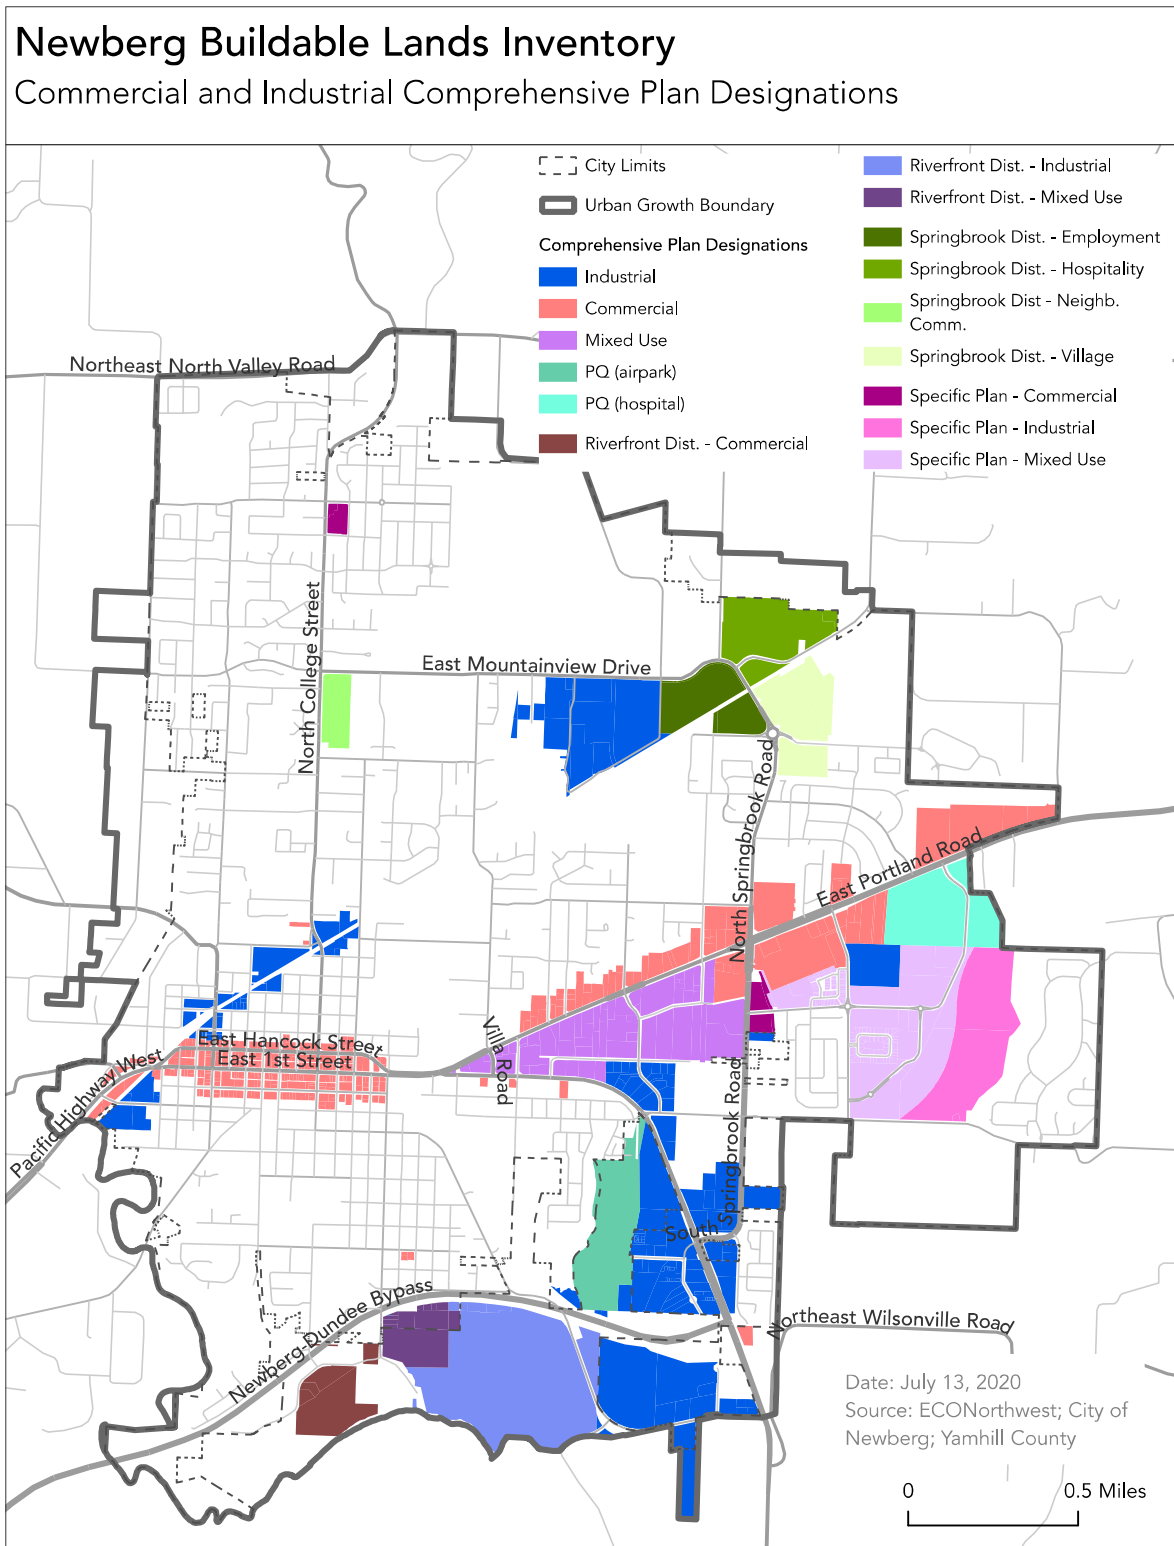 Newberg Buildable Lands Inventory
Commercial and Industrial Comprehensive Plan Designations
City Limits
Urban Growth Boundary
Comprehensive Plan Designations
Industrial
Commercial
Mixed Use
PQ (airpark)
PQ (hospital)
Riverfront Dist. - Commercial
Riverfront Dist. - Industrial
Riverfront Dist. - Mixed Use
Springbrook Dist. - Employment
Springbrook Dist. - Hospitality
Springbrook Dist - Neighb.
Comm.
Springbrook Dist. - Village
Specific Plan - Commercial
Specific Plan - Industrial
Specific Plan - Mixed Use
Northeast North Valley Road
North College Street
East Mountainview Drive
North Springbrook Road
East Portland Road
East Hancock Street
East 1st Street
Villa Road
Pacific Highway West
South Springbrook Road
Newberg-Dundee Bypass
Northeast Wilsonville Road
Date: July 13, 2020
Source: ECONorthwest; City of
Newberg; Yamhill County
0 0.5 Miles